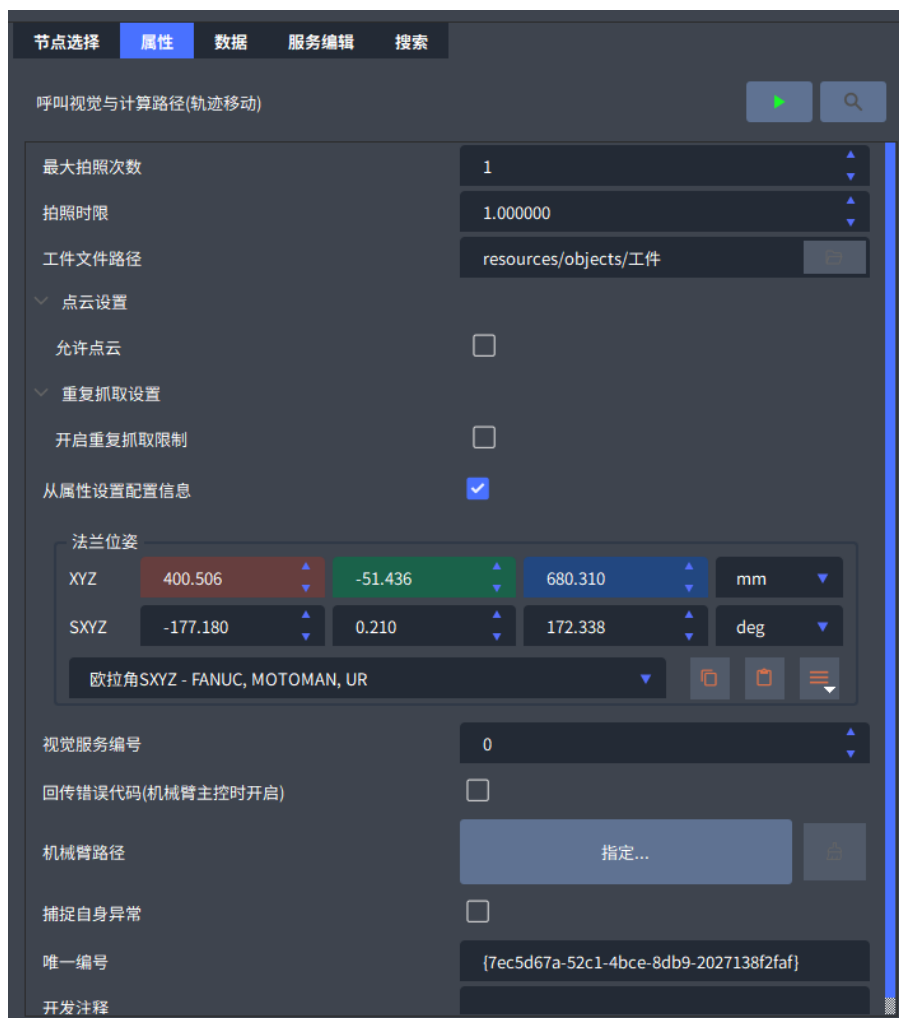 节点选择 属性 数据 服务编辑 搜索
呼叫视觉与计算路径(轨迹移动)
最大拍照次数 1
拍照时限 1.000000
工件文件路径 resources/objects/工件
点云设置
允许点云
重复抓取设置
开启重复抓取限制
从属性设置配置信息
法兰位姿
XYZ 400.506 -51.436 680.310 mm
SXYZ -177.180 0.210 172.338 deg
欧拉角SXYZ - FANUC, MOTOMAN, UR
视觉服务编号 0
回传错误代码(机械臂主控时开启)
机械臂路径 指定...
捕捉自身异常
唯一编号 {7ec5d67a-52c1-4bce-8db9-2027138f2faf}
开发注释